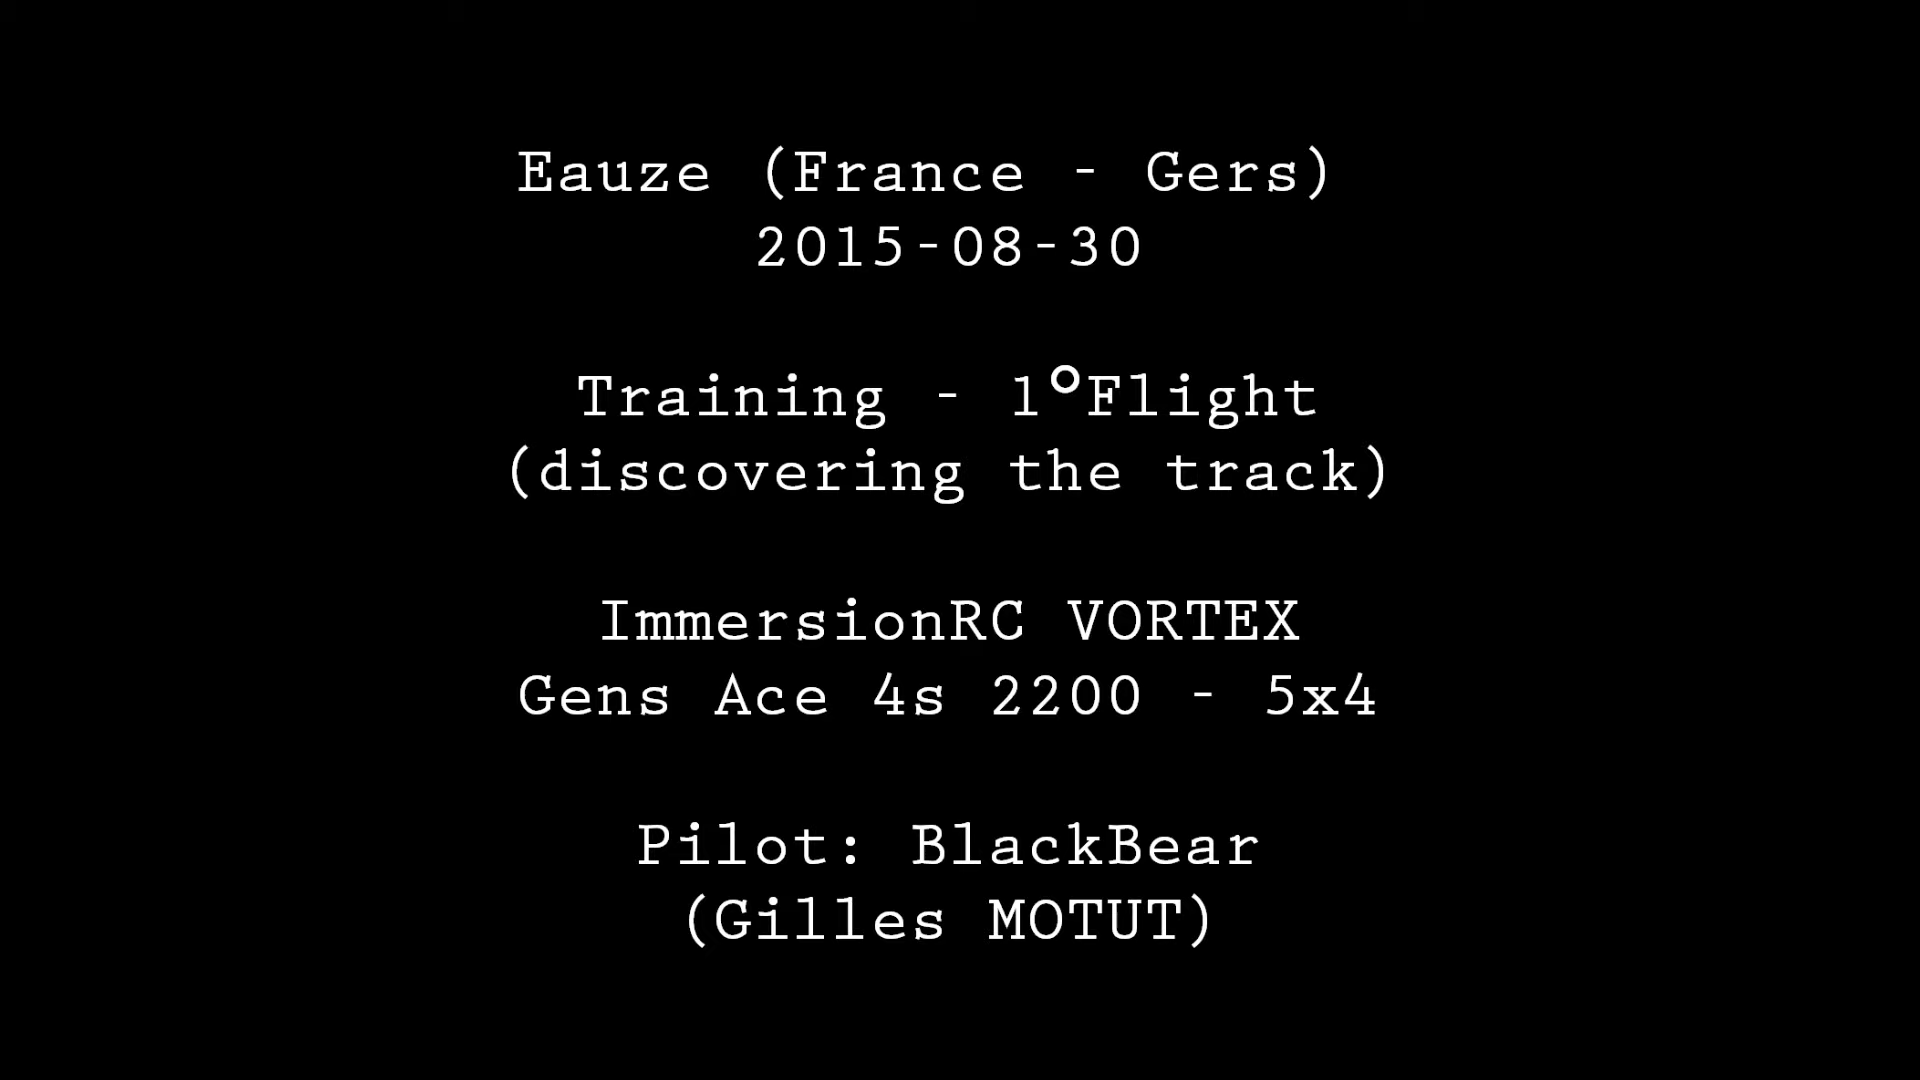 Eauze (France - Gers)
2015-08-30
Training - 1°Flight
(discovering the track)
ImmersionRC VORTEX
Gens Ace 4s 2200 - 5x4
Pilot: BlackBear
(Gilles MOTUT)